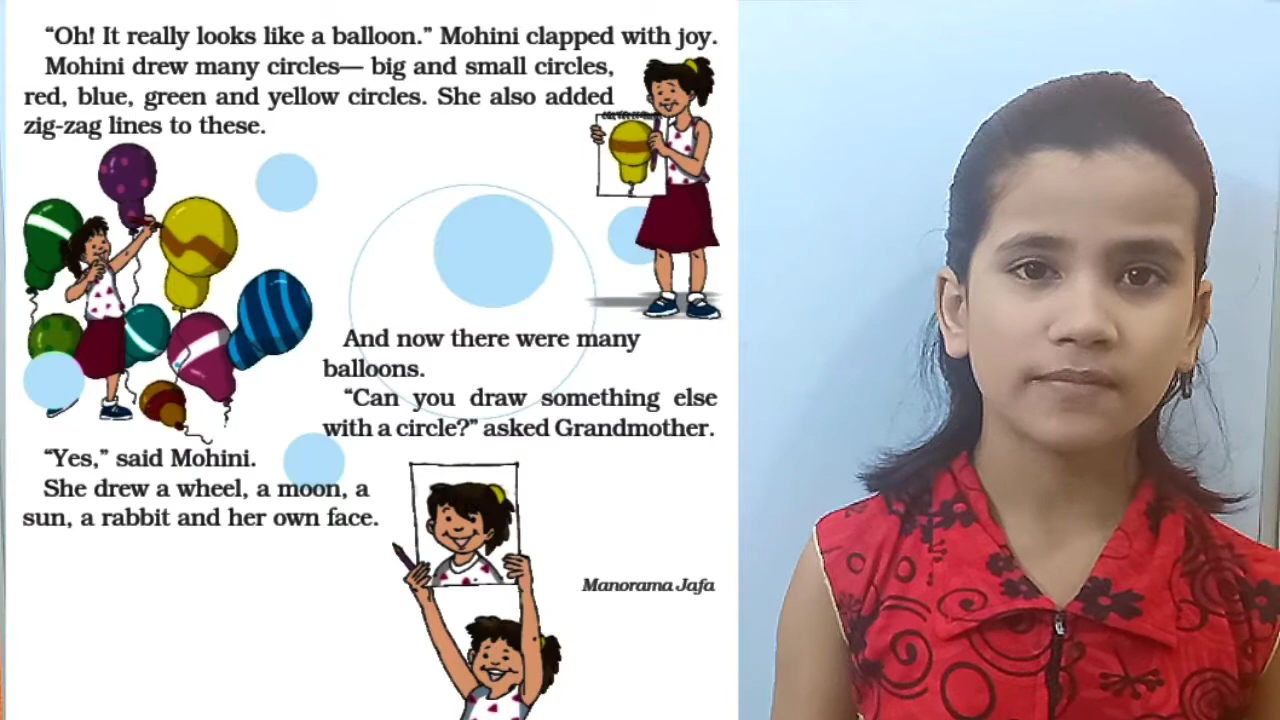 “Oh! It really looks like a balloon.” Mohini clapped with joy.
Mohini drew many circles— big and small circles,
red, blue, green and yellow circles. She also added
zig-zag lines to these.
And now there were many
balloons.
“Can you draw something else
with a circle?” asked Grandmother.
“Yes,” said Mohini.
She drew a wheel, a moon, a
sun, a rabbit and her own face.
Manorama Jafa